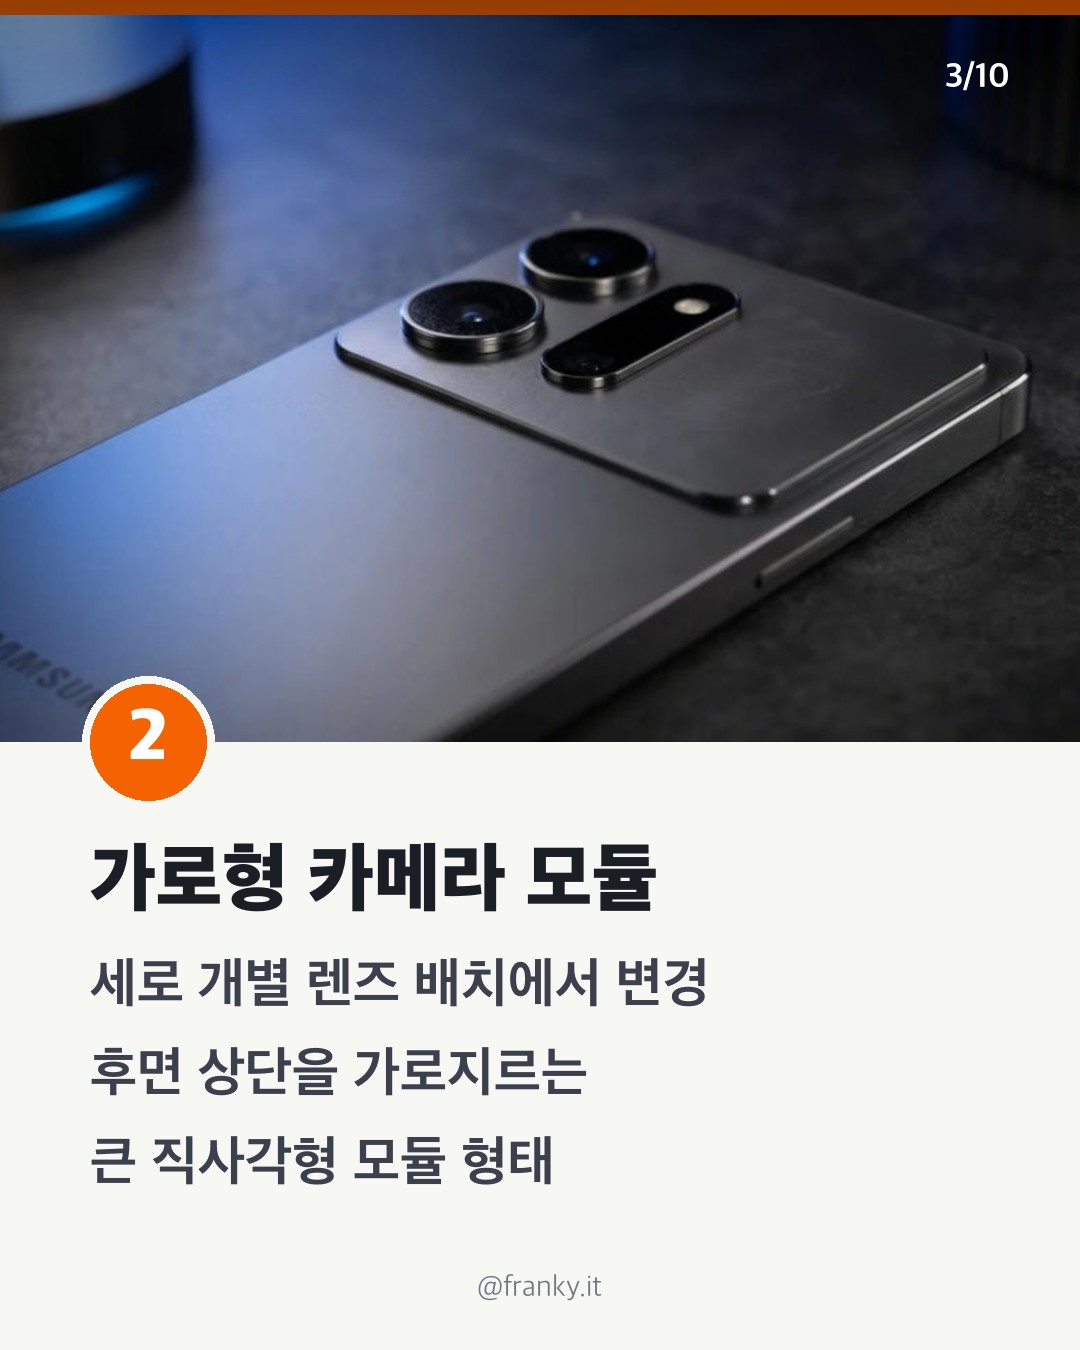 3/10
SAMSUN
2
가로형 카메라 모듈
세로 개별 렌즈 배치에서 변경
후면 상단을 가로지르는
큰 직사각형 모듈 형태
@franky.it